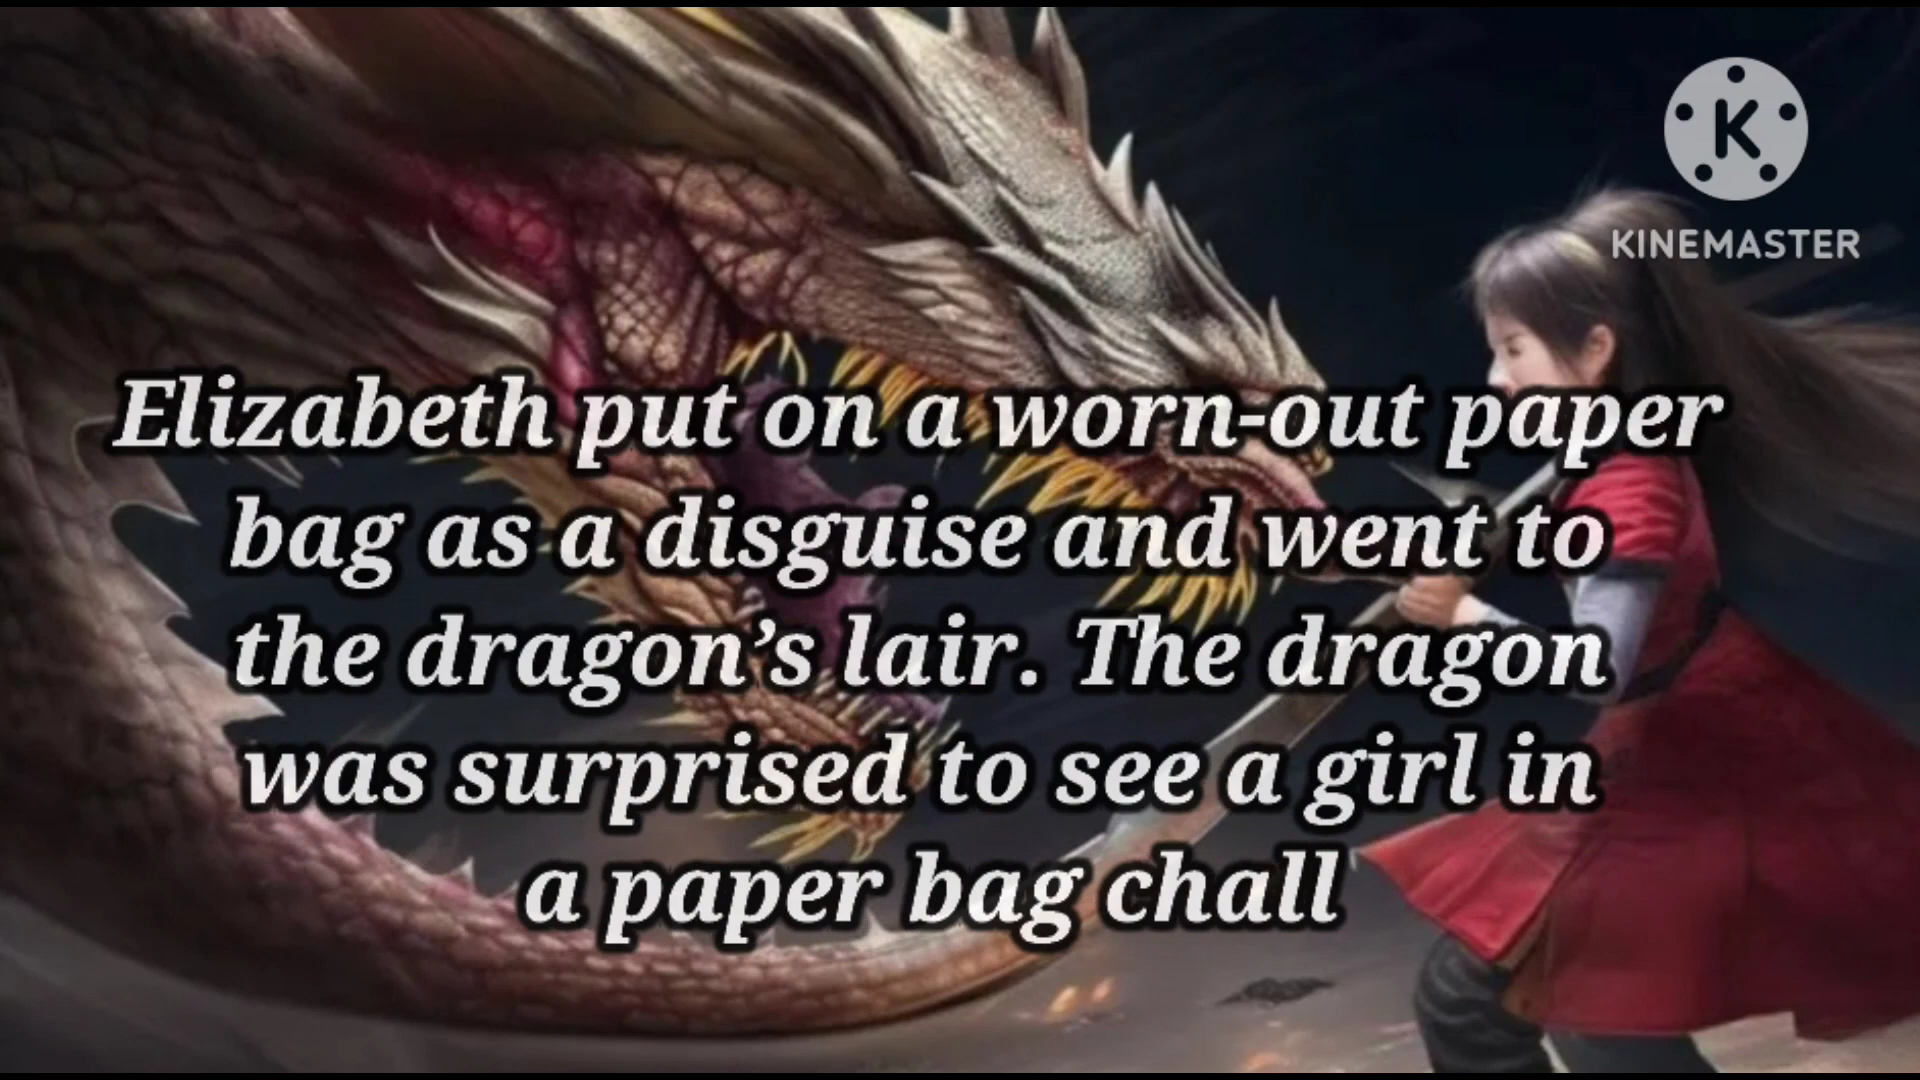 K
KINEMASTER
Elizabeth put on a worn-out paper
bag as a disguise and went to
the dragon’s lair. The dragon
was surprised to see a girl in
a paper bag chall